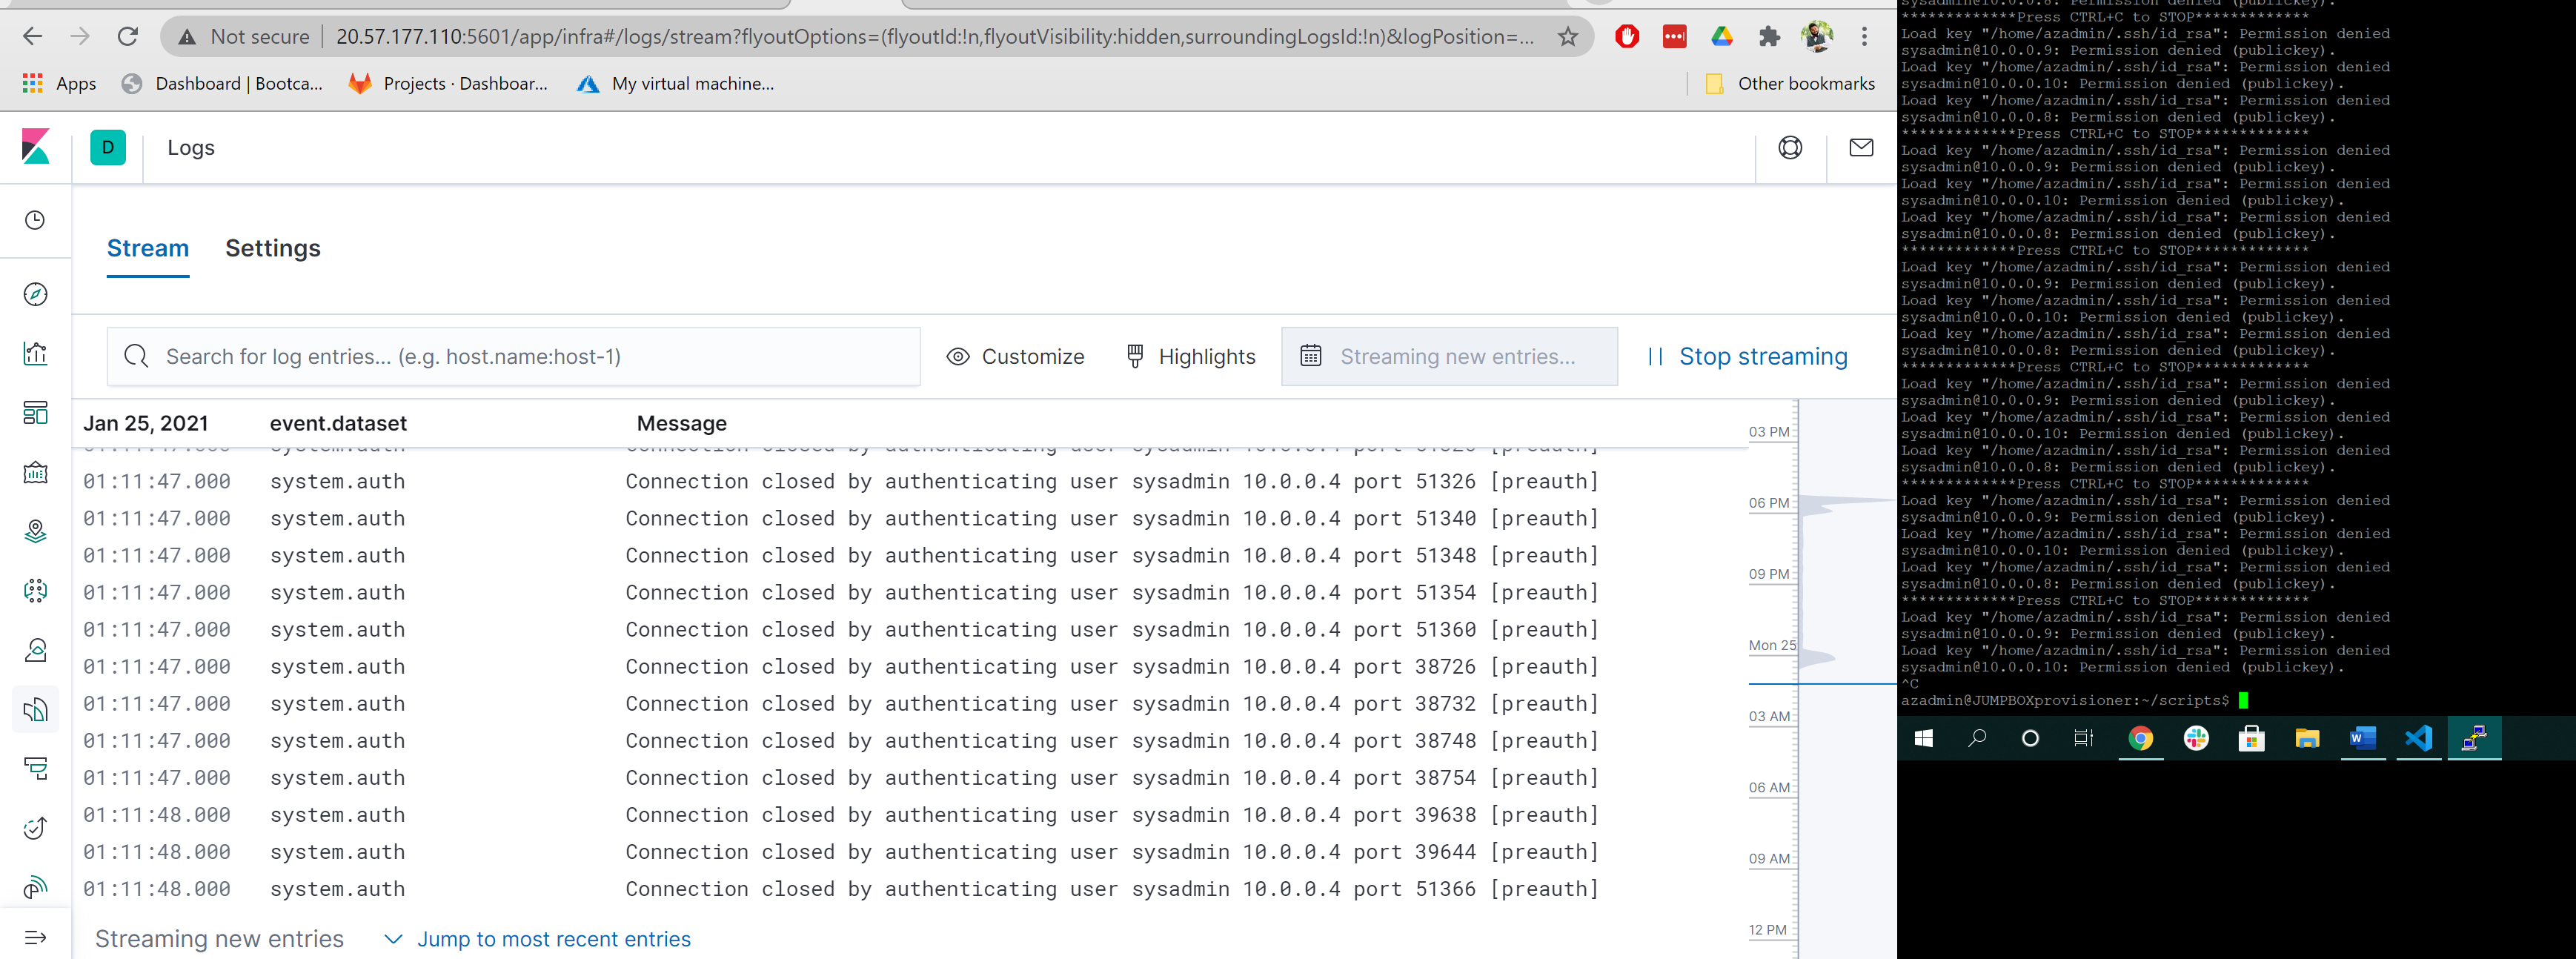 Not secure
20.57.177.110:5601/app/infra#/logs/stream?flyoutOptions=(flyoutId:!n,flyoutVisibility:hidden,surroundingLogsId:!n)&logPosition=...
Apps
Dashboard | Bootca...
Projects · Dashboar...
My virtual machine...
Other bookmarks
D
Logs
Stream
Settings
Search for log entries... (e.g. host.name:host-1)
Customize
Highlights
Streaming new entries...
Stop streaming
Jan 25, 2021 event.dataset Message
01:11:47.000 system.auth Connection closed by authenticating user sysadmin 10.0.0.4 port 51326 [preauth]
01:11:47.000 system.auth Connection closed by authenticating user sysadmin 10.0.0.4 port 51340 [preauth]
01:11:47.000 system.auth Connection closed by authenticating user sysadmin 10.0.0.4 port 51348 [preauth]
01:11:47.000 system.auth Connection closed by authenticating user sysadmin 10.0.0.4 port 51354 [preauth]
01:11:47.000 system.auth Connection closed by authenticating user sysadmin 10.0.0.4 port 51360 [preauth]
01:11:47.000 system.auth Connection closed by authenticating user sysadmin 10.0.0.4 port 38726 [preauth]
01:11:47.000 system.auth Connection closed by authenticating user sysadmin 10.0.0.4 port 38732 [preauth]
01:11:47.000 system.auth Connection closed by authenticating user sysadmin 10.0.0.4 port 38748 [preauth]
01:11:47.000 system.auth Connection closed by authenticating user sysadmin 10.0.0.4 port 38754 [preauth]
01:11:48.000 system.auth Connection closed by authenticating user sysadmin 10.0.0.4 port 39638 [preauth]
01:11:48.000 system.auth Connection closed by authenticating user sysadmin 10.0.0.4 port 39644 [preauth]
01:11:48.000 system.auth Connection closed by authenticating user sysadmin 10.0.0.4 port 51366 [preauth]
Streaming new entries
Jump to most recent entries
03 PM
06 PM
09 PM
Mon 25
03 AM
06 AM
09 AM
12 PM
sysadmin@10.0.0.8: Permission denied (publickey).
*************Press CTRL+C to STOP*************
Load key "/home/azadmin/.ssh/id_rsa": Permission denied
sysadmin@10.0.0.9: Permission denied (publickey).
Load key "/home/azadmin/.ssh/id_rsa": Permission denied
sysadmin@10.0.0.10: Permission denied (publickey).
Load key "/home/azadmin/.ssh/id_rsa": Permission denied
sysadmin@10.0.0.8: Permission denied (publickey).
*************Press CTRL+C to STOP*************
Load key "/home/azadmin/.ssh/id_rsa": Permission denied
sysadmin@10.0.0.9: Permission denied (publickey).
Load key "/home/azadmin/.ssh/id_rsa": Permission denied
sysadmin@10.0.0.10: Permission denied (publickey).
Load key "/home/azadmin/.ssh/id_rsa": Permission denied
sysadmin@10.0.0.8: Permission denied (publickey).
*************Press CTRL+C to STOP*************
Load key "/home/azadmin/.ssh/id_rsa": Permission denied
sysadmin@10.0.0.9: Permission denied (publickey).
Load key "/home/azadmin/.ssh/id_rsa": Permission denied
sysadmin@10.0.0.10: Permission denied (publickey).
Load key "/home/azadmin/.ssh/id_rsa": Permission denied
sysadmin@10.0.0.8: Permission denied (publickey).
*************Press CTRL+C to STOP*************
Load key "/home/azadmin/.ssh/id_rsa": Permission denied
sysadmin@10.0.0.9: Permission denied (publickey).
Load key "/home/azadmin/.ssh/id_rsa": Permission denied
sysadmin@10.0.0.10: Permission denied (publickey).
Load key "/home/azadmin/.ssh/id_rsa": Permission denied
sysadmin@10.0.0.8: Permission denied (publickey).
*************Press CTRL+C to STOP*************
Load key "/home/azadmin/.ssh/id_rsa": Permission denied
sysadmin@10.0.0.9: Permission denied (publickey).
Load key "/home/azadmin/.ssh/id_rsa": Permission denied
sysadmin@10.0.0.10: Permission denied (publickey).
Load key "/home/azadmin/.ssh/id_rsa": Permission denied
sysadmin@10.0.0.8: Permission denied (publickey).
*************Press CTRL+C to STOP*************
Load key "/home/azadmin/.ssh/id_rsa": Permission denied
sysadmin@10.0.0.9: Permission denied (publickey).
Load key "/home/azadmin/.ssh/id_rsa": Permission denied
sysadmin@10.0.0.10: Permission denied (publickey).
^C
azadmin@JUMPBOXprovisioner:~/scripts$